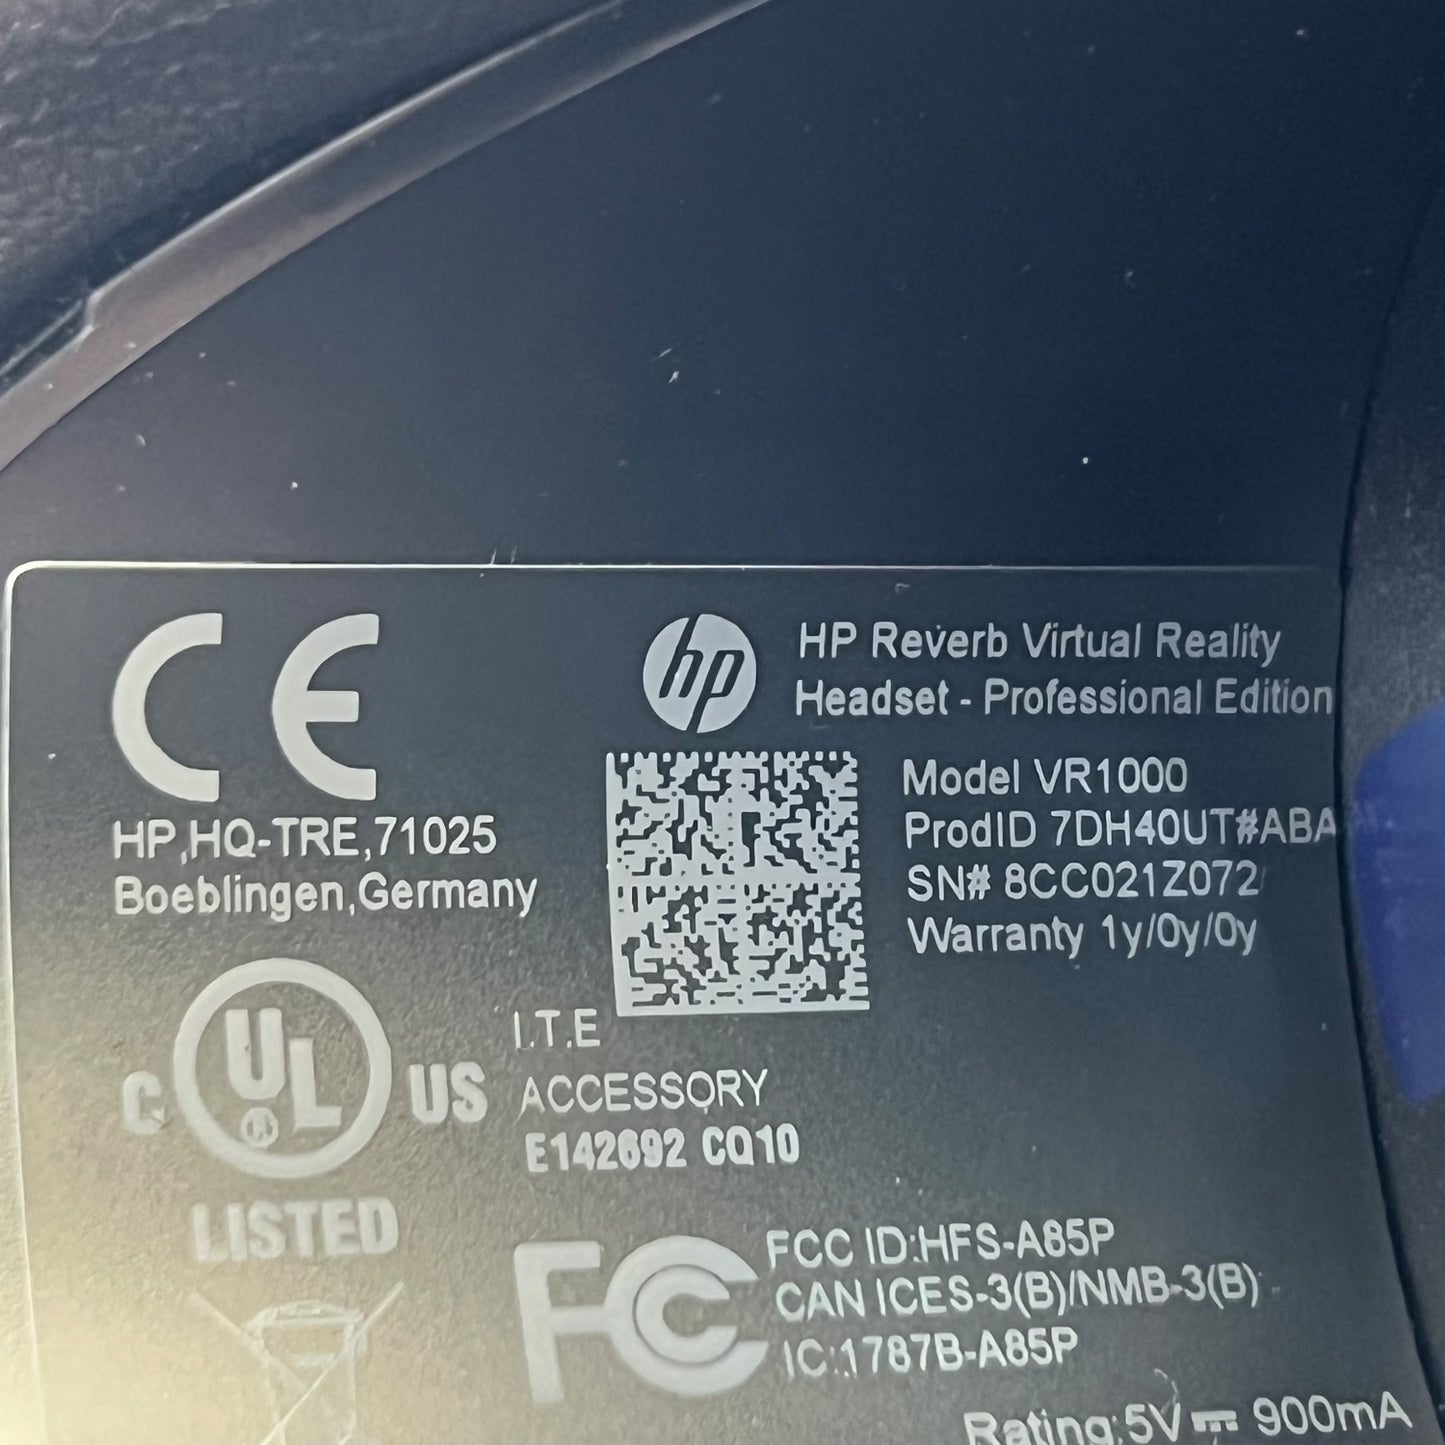 CE
hp
HP Reverb Virtual Reality
Headset - Professional Edition
HP,HQ-TRE,71025
Boeblingen,Germany
Model VR1000
ProdID 7DH40UT#ABA
SN# 8CC021Z072
Warranty 1y/0y/0y
C UL ® US
LISTED
I.T.E
ACCESSORY
E142692 CQ10
FC
FCC ID:HFS-A85P
CAN ICES-3(B)/NMB-3(B)
IC:1787B-A85P
Rating:5V⎓900mA